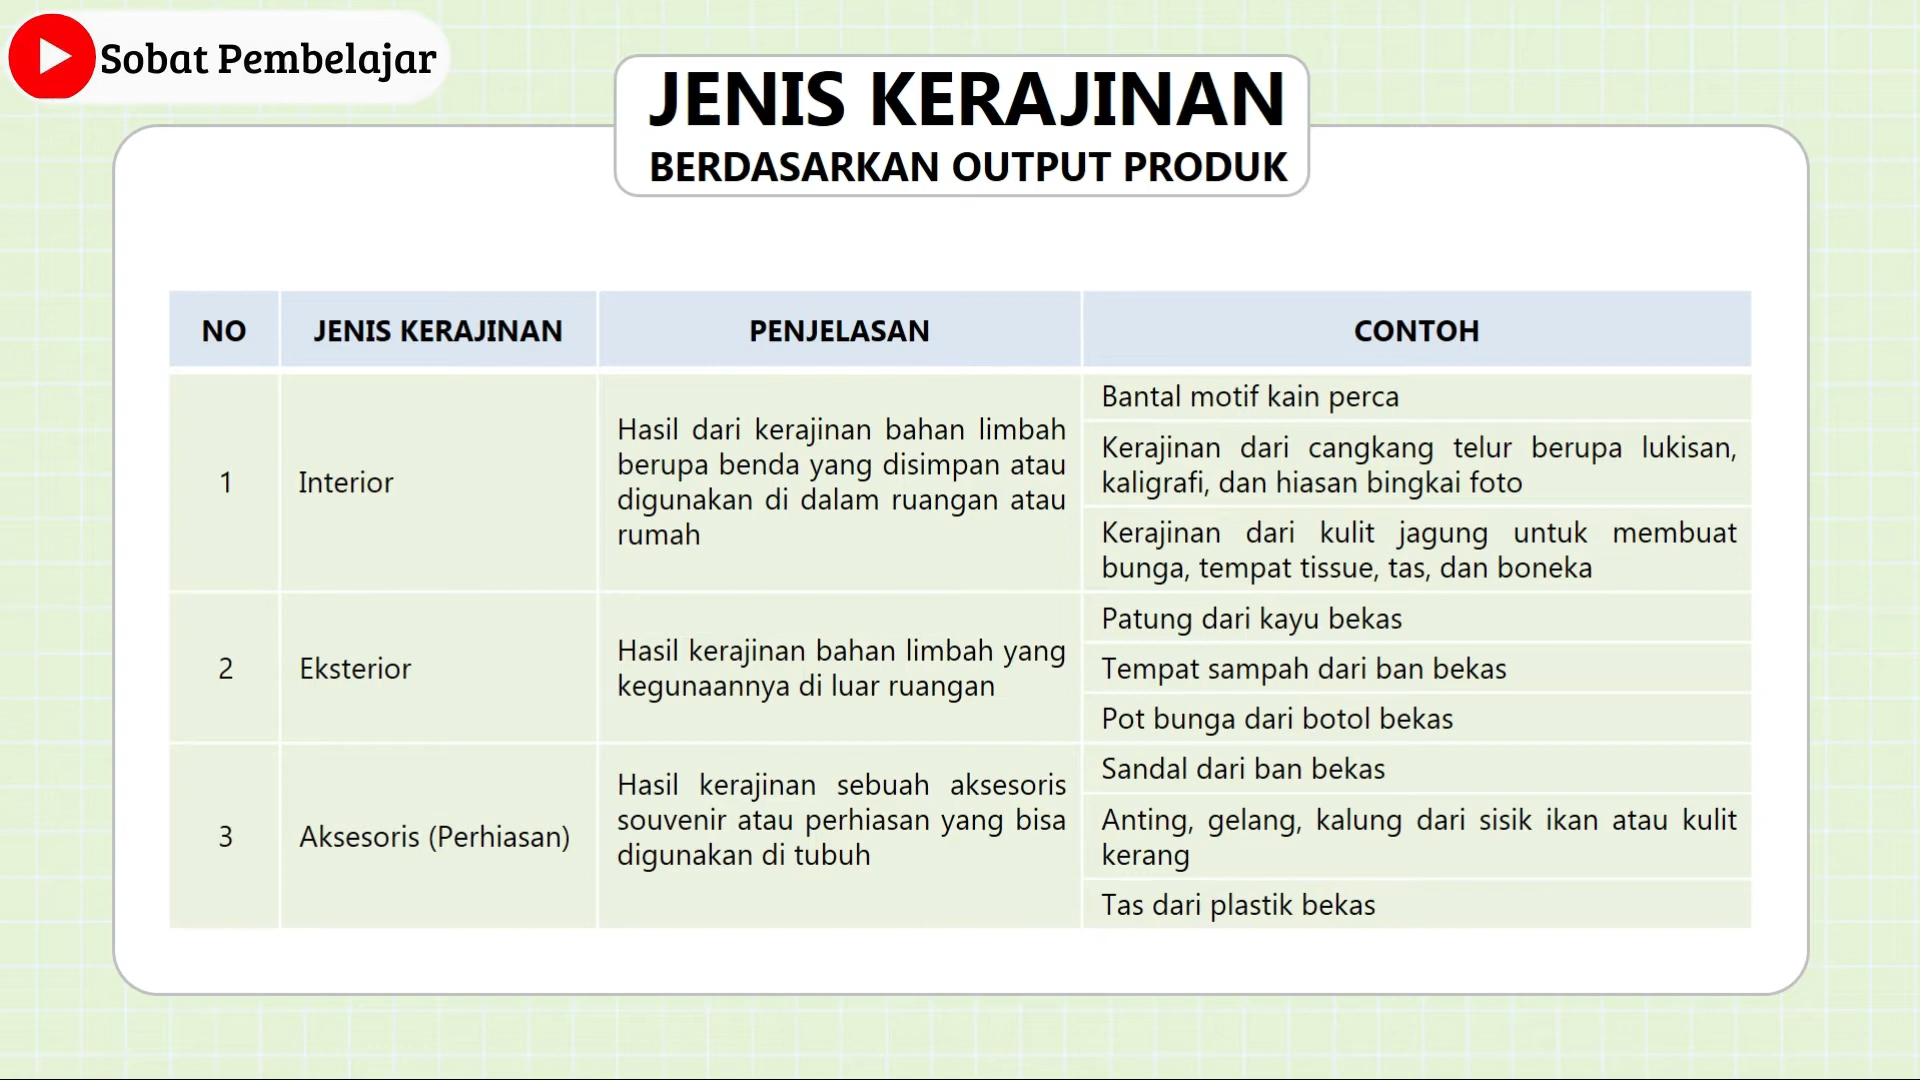 Sobat Pembelajar
JENIS KERAJINAN
BERDASARKAN OUTPUT PRODUK
NO
JENIS KERAJINAN
PENJELASAN
CONTOH
1
Interior
Hasil dari kerajinan bahan limbah
berupa benda yang disimpan atau
digunakan di dalam ruangan atau
rumah
Bantal motif kain perca
Kerajinan dari cangkang telur berupa lukisan,
kaligrafi, dan hiasan bingkai foto
Kerajinan dari kulit jagung untuk membuat
bunga, tempat tissue, tas, dan boneka
2
Eksterior
Hasil kerajinan bahan limbah yang
kegunaannya di luar ruangan
Patung dari kayu bekas
Tempat sampah dari ban bekas
Pot bunga dari botol bekas
3
Aksesoris (Perhiasan)
Hasil kerajinan sebuah aksesoris
souvenir atau perhiasan yang bisa
digunakan di tubuh
Sandal dari ban bekas
Anting, gelang, kalung dari sisik ikan atau kulit
kerang
Tas dari plastik bekas